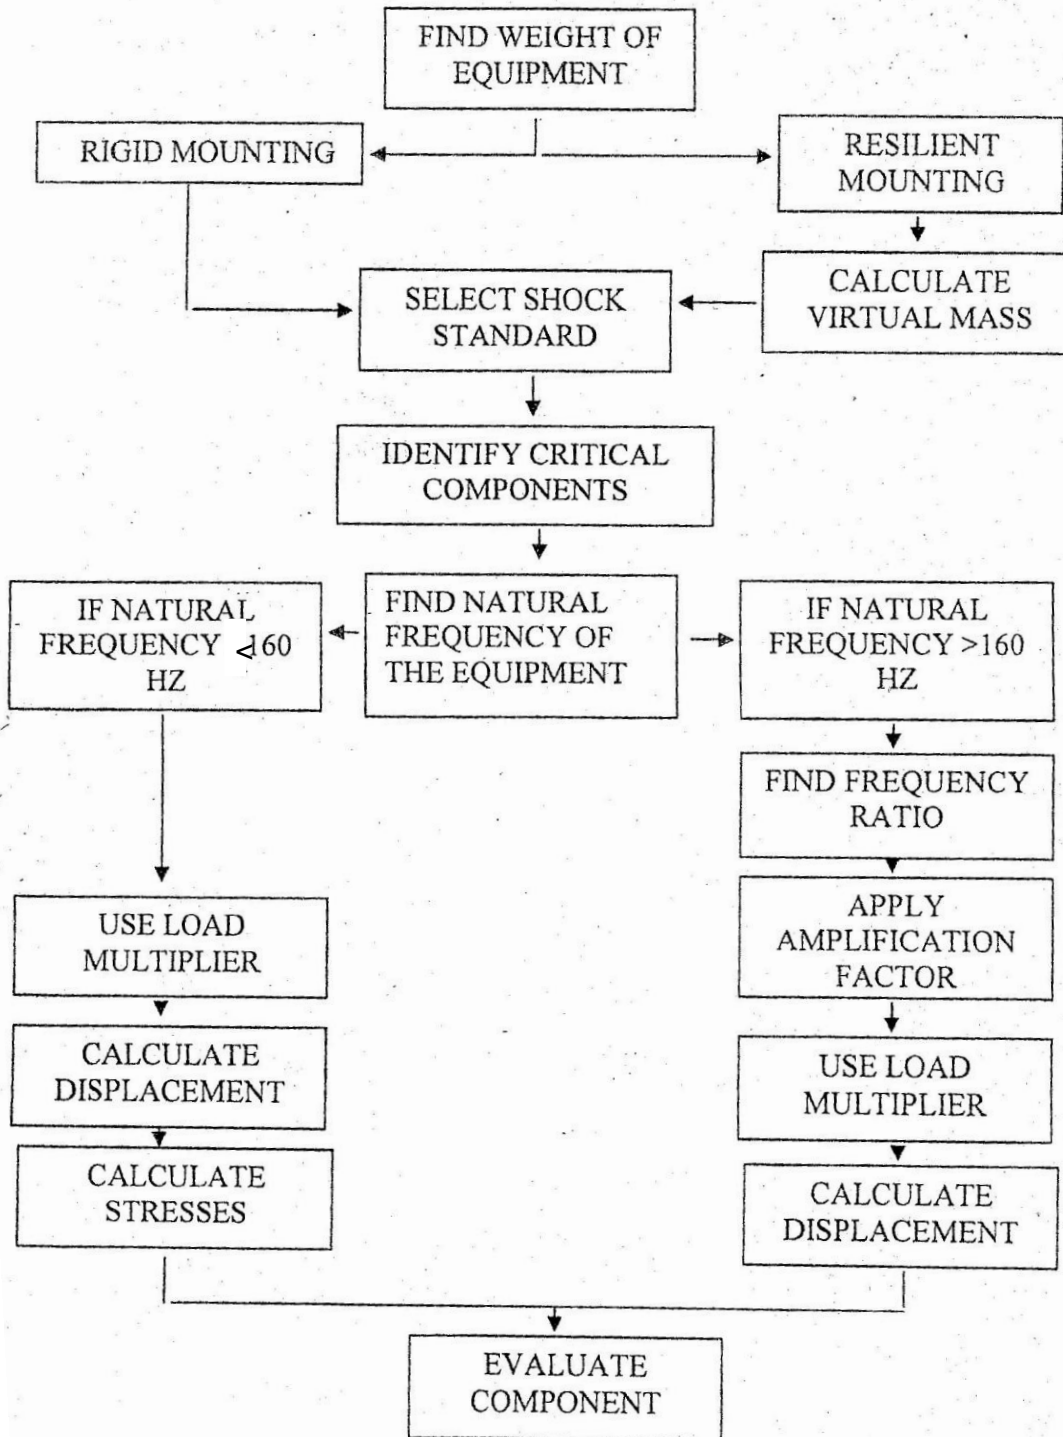 FIND WEIGHT OF
EQUIPMENT
RIGID MOUNTING
RESILIENT
MOUNTING
SELECT SHOCK
STANDARD
CALCULATE
VIRTUAL MASS
IDENTIFY CRITICAL
COMPONENTS
IF NATURAL
FREQUENCY <160
HZ
FIND NATURAL
FREQUENCY OF
THE EQUIPMENT
IF NATURAL
FREQUENCY >160
HZ
FIND FREQUENCY
RATIO
USE LOAD
MULTIPLIER
APPLY
AMPLIFICATION
FACTOR
CALCULATE
DISPLACEMENT
USE LOAD
MULTIPLIER
CALCULATE
STRESSES
CALCULATE
DISPLACEMENT
EVALUATE
COMPONENT